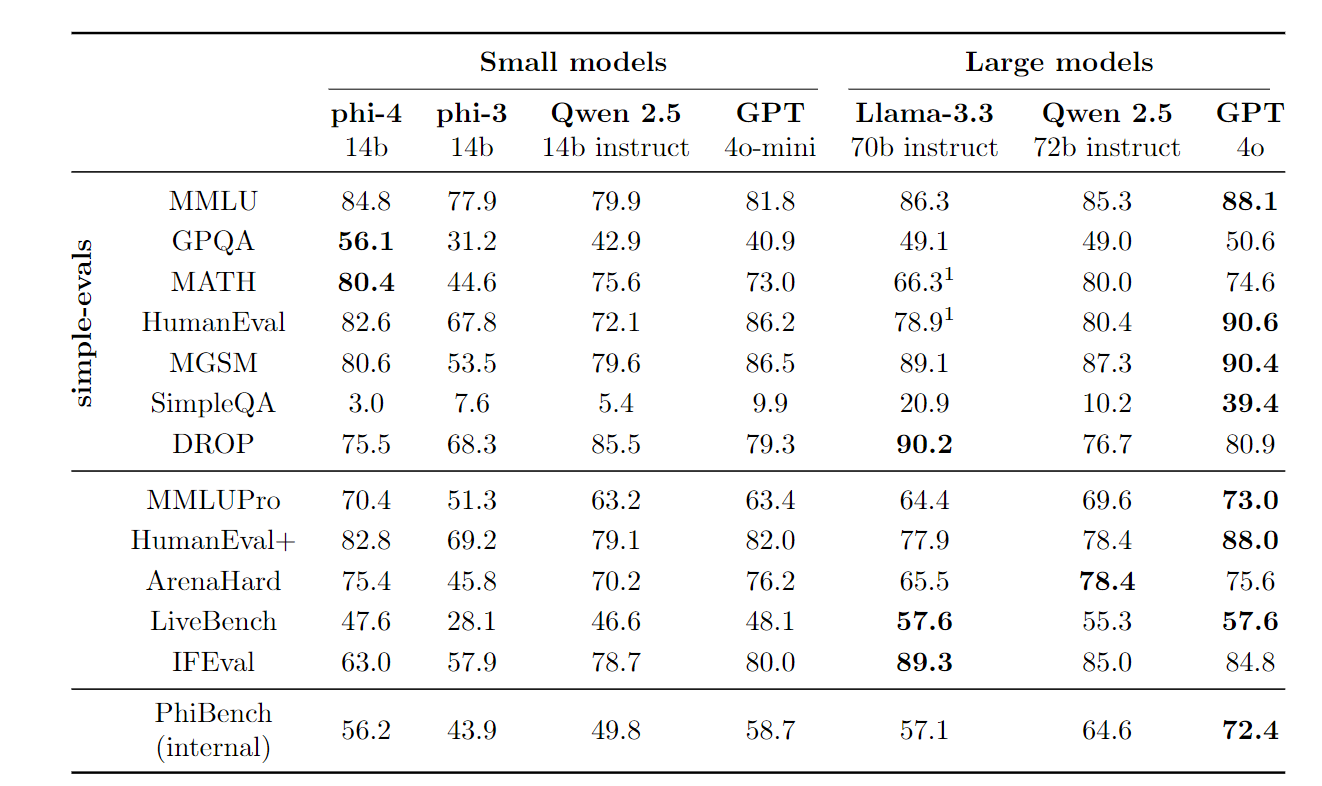 Small models Large models
phi-4 phi-3 Qwen 2.5 GPT Llama-3.3 Qwen 2.5 GPT
14b 14b 14b instruct 4o-mini 70b instruct 72b instruct 4o
simple-evals
MMLU 84.8 77.9 79.9 81.8 86.3 85.3 88.1
GPQA 56.1 31.2 42.9 40.9 49.1 49.0 50.6
MATH 80.4 44.6 75.6 73.0 66.3¹ 80.0 74.6
HumanEval 82.6 67.8 72.1 86.2 78.9¹ 80.4 90.6
MGSM 80.6 53.5 79.6 86.5 89.1 87.3 90.4
SimpleQA 3.0 7.6 5.4 9.9 20.9 10.2 39.4
DROP 75.5 68.3 85.5 79.3 90.2 76.7 80.9
MMLUPro 70.4 51.3 63.2 63.4 64.4 69.6 73.0
HumanEval+ 82.8 69.2 79.1 82.0 77.9 78.4 88.0
ArenaHard 75.4 45.8 70.2 76.2 65.5 78.4 75.6
LiveBench 47.6 28.1 46.6 48.1 57.6 55.3 57.6
IFEval 63.0 57.9 78.7 80.0 89.3 85.0 84.8
PhiBench
(internal) 56.2 43.9 49.8 58.7 57.1 64.6 72.4